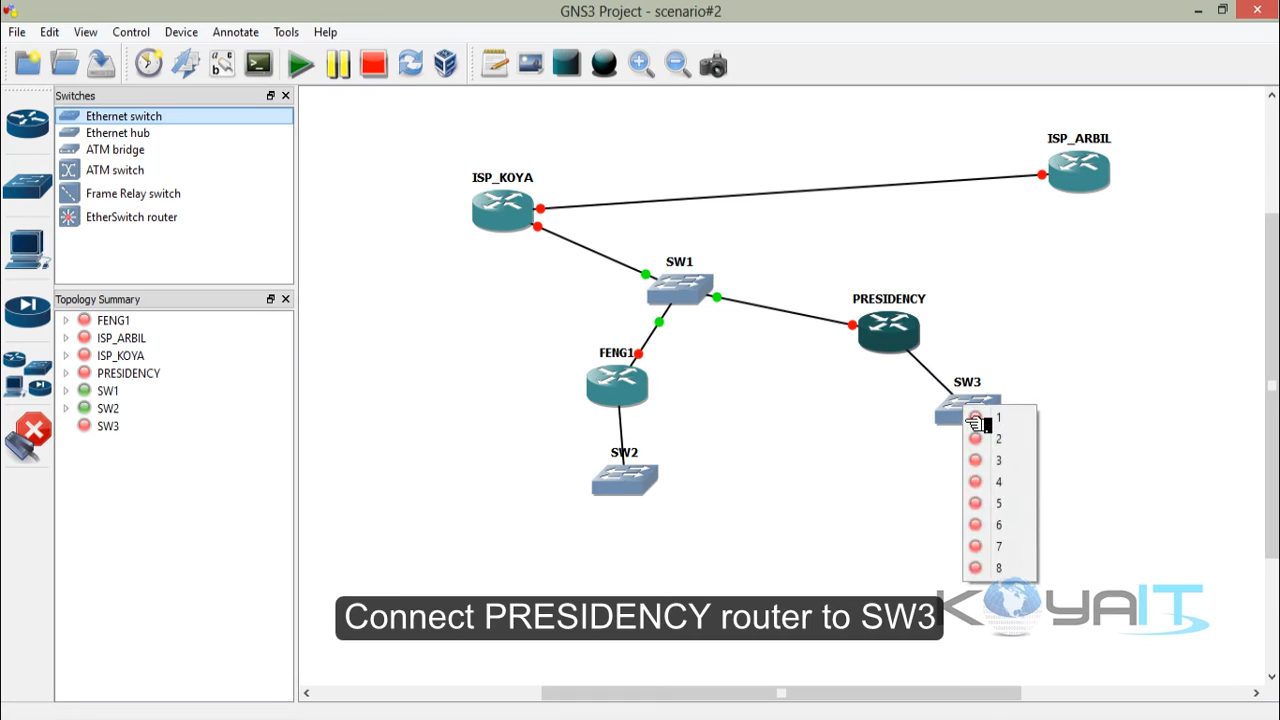 GNS3 Project - scenario#2
File Edit View Control Device Annotate Tools Help
Switches
Ethernet switch
Ethernet hub
ATM bridge
ATM switch
Frame Relay switch
EtherSwitch router
Topology Summary
FENG1
ISP_ARBIL
ISP_KOYA
PRESIDENCY
SW1
SW2
SW3
ISP_ARBIL
ISP_KOYA
SW1
PRESIDENCY
FENG1
SW3
SW2
1
2
3
4
5
6
7
8
Connect PRESIDENCY router to SW3
KOYAIT